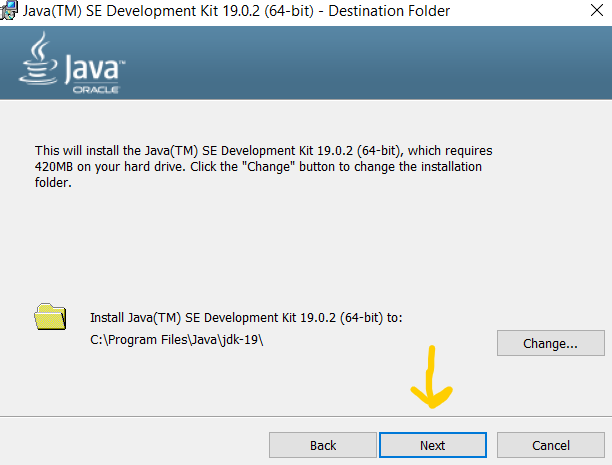 Java(TM) SE Development Kit 19.0.2 (64-bit) - Destination Folder
Java™
ORACLE
This will install the Java(TM) SE Development Kit 19.0.2 (64-bit), which requires
420MB on your hard drive. Click the "Change" button to change the installation
folder.
Install Java(TM) SE Development Kit 19.0.2 (64-bit) to:
C:\Program Files\Java\jdk-19\
Change...
Back
Next
Cancel